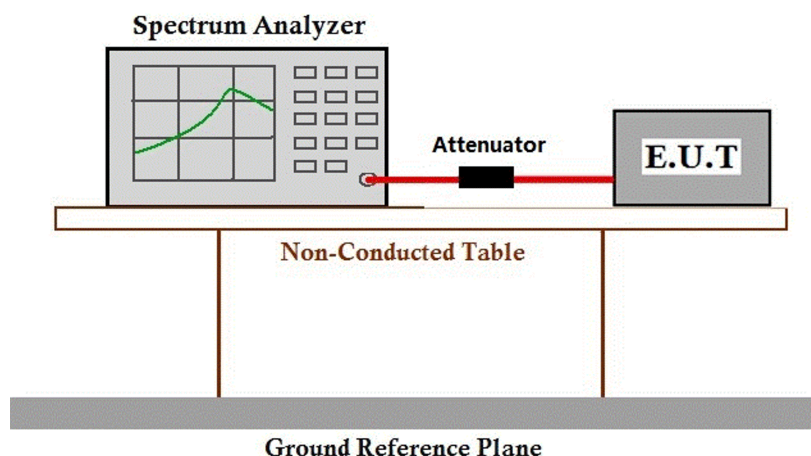 Spectrum Analyzer
Attenuator
E.U.T
Non-Conducted Table
Ground Reference Plane